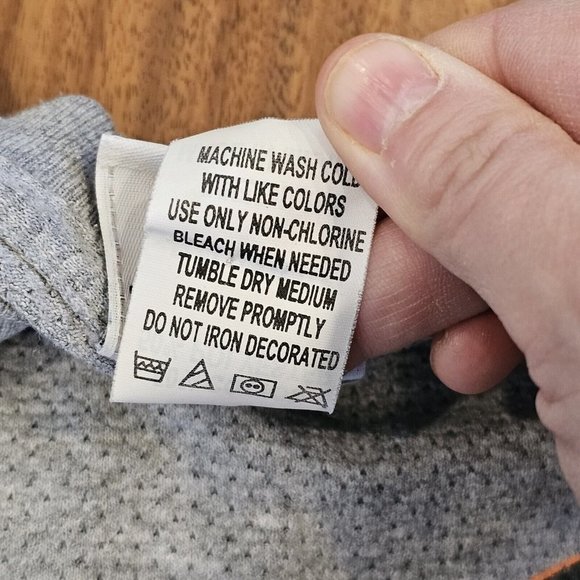 MACHINE WASH COLD
WITH LIKE COLORS
USE ONLY NON-CHLORINE
BLEACH WHEN NEEDED
TUMBLE DRY MEDIUM
REMOVE PROMPTLY
DO NOT IRON DECORATED